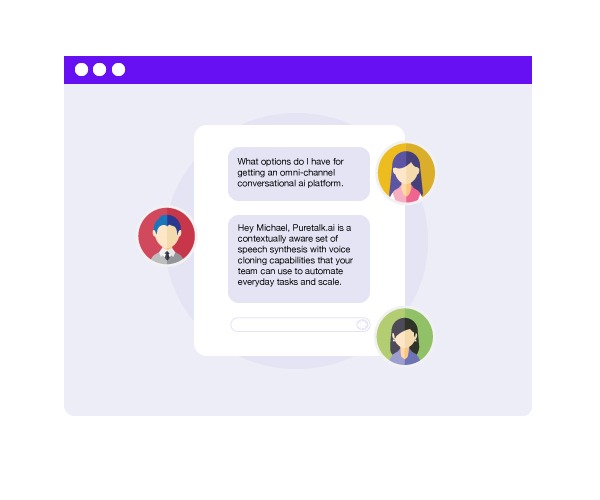 What options do I have for
getting an omni-channel
conversational ai platform.
Hey Michael, Puretalk.ai is a
contextually aware set of
speech synthesis with voice
cloning capabilities that your
team can use to automate
everyday tasks and scale.